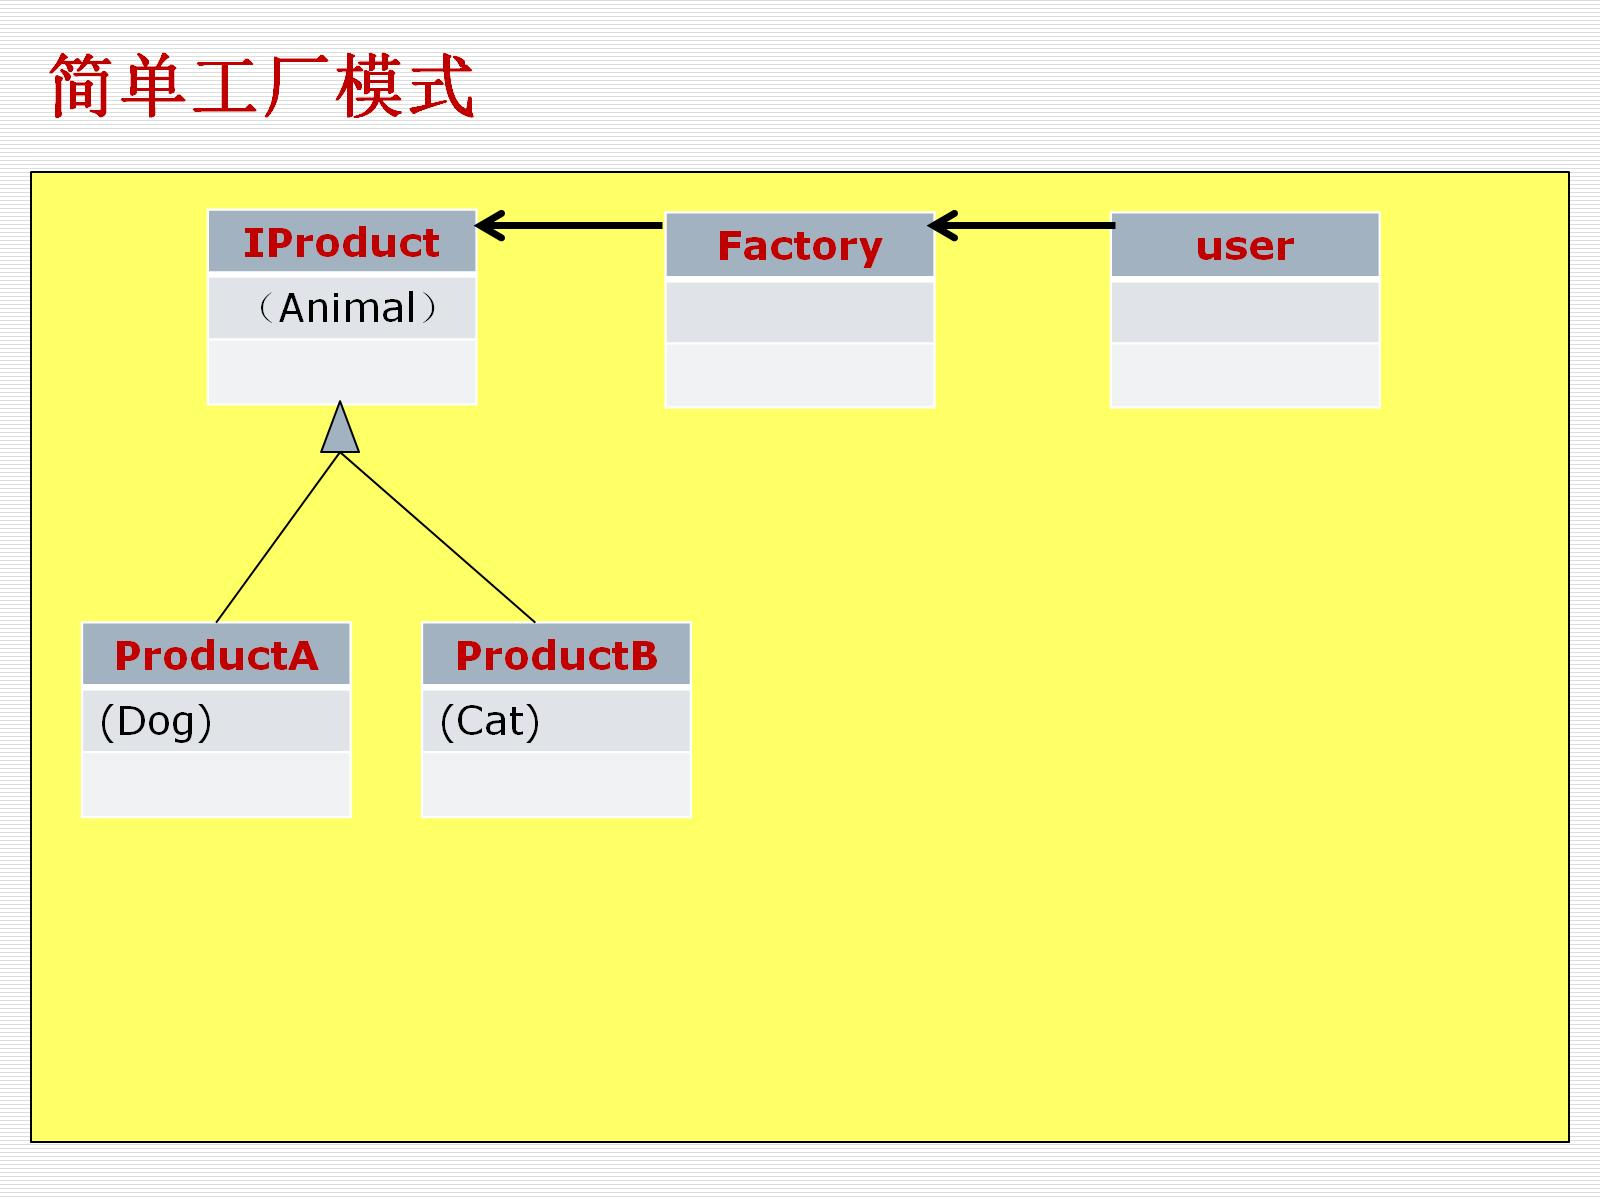 简单工厂模式
IProduct
Factory
user
（Animal）
ProductA
ProductB
(Dog)
(Cat)